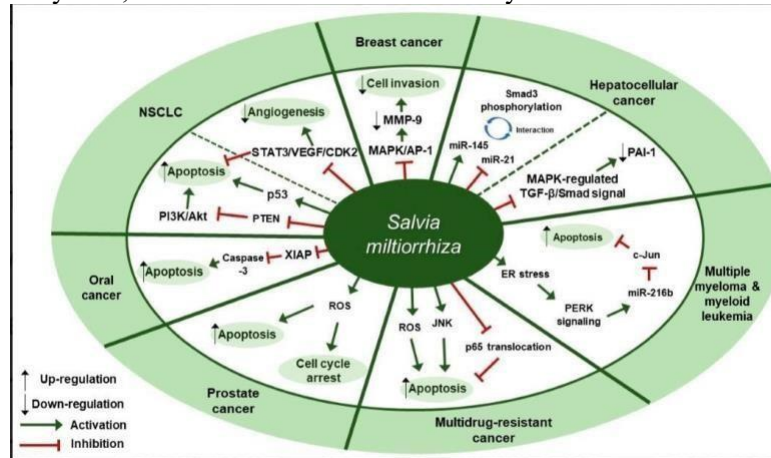 Breast cancer
Hepatocellular
cancer
NSCLC
Oral
cancer
Prostate
cancer
Multidrug-resistant
cancer
Multiple
myeloma &
myeloid
leukemia
Salvia
miltiorrhiza
Cell invasion
MMP-9
MAPK/AP-1
Angiogenesis
STAT3/VEGF/CDK2
Apoptosis
p53
PI3K/Akt
PTEN
Smad3
phosphorylation
Interaction
miR-145
miR-21
PAI-1
MAPK-regulated
TGF-β/Smad signal
Apoptosis
c-Jun
miR-216b
ER stress
PERK
signaling
Apoptosis
Caspase
-3
XIAP
ROS
Apoptosis
Cell cycle
arrest
ROS
JNK
p65 translocation
Apoptosis
Up-regulation
Down-regulation
Activation
Inhibition